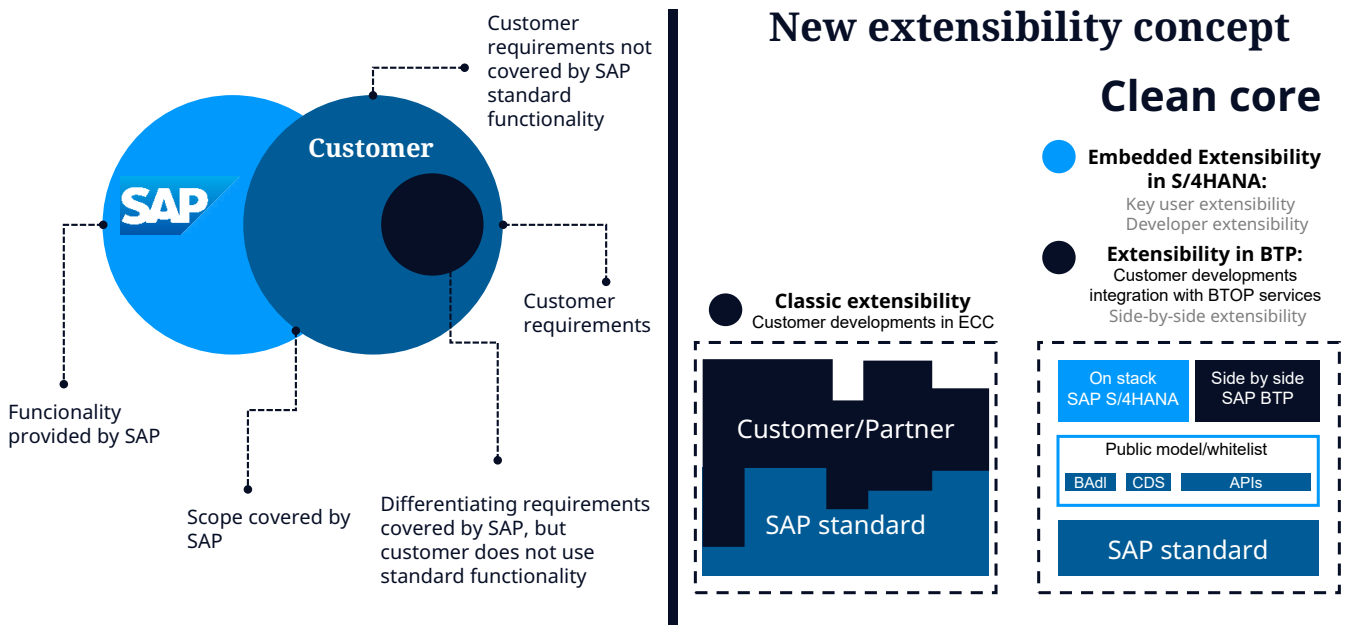 Customer
requirements not
covered by SAP
standard
functionality
Customer
SAP
Customer
requirements
Funcionality
provided by SAP
Scope covered by
SAP
Differentiating requirements
covered by SAP, but
customer does not use
standard functionality
New extensibility concept
Clean core
Embedded Extensibility
in S/4HANA:
Key user extensibility
Developer extensibility
Extensibility in BTP:
Customer developments
integration with BTOP services
Side-by-side extensibility
Classic extensibility
Customer developments in ECC
Customer/Partner
SAP standard
On stack
SAP S/4HANA
Side by side
SAP BTP
Public model/whitelist
BAdI
CDS
APIs
SAP standard